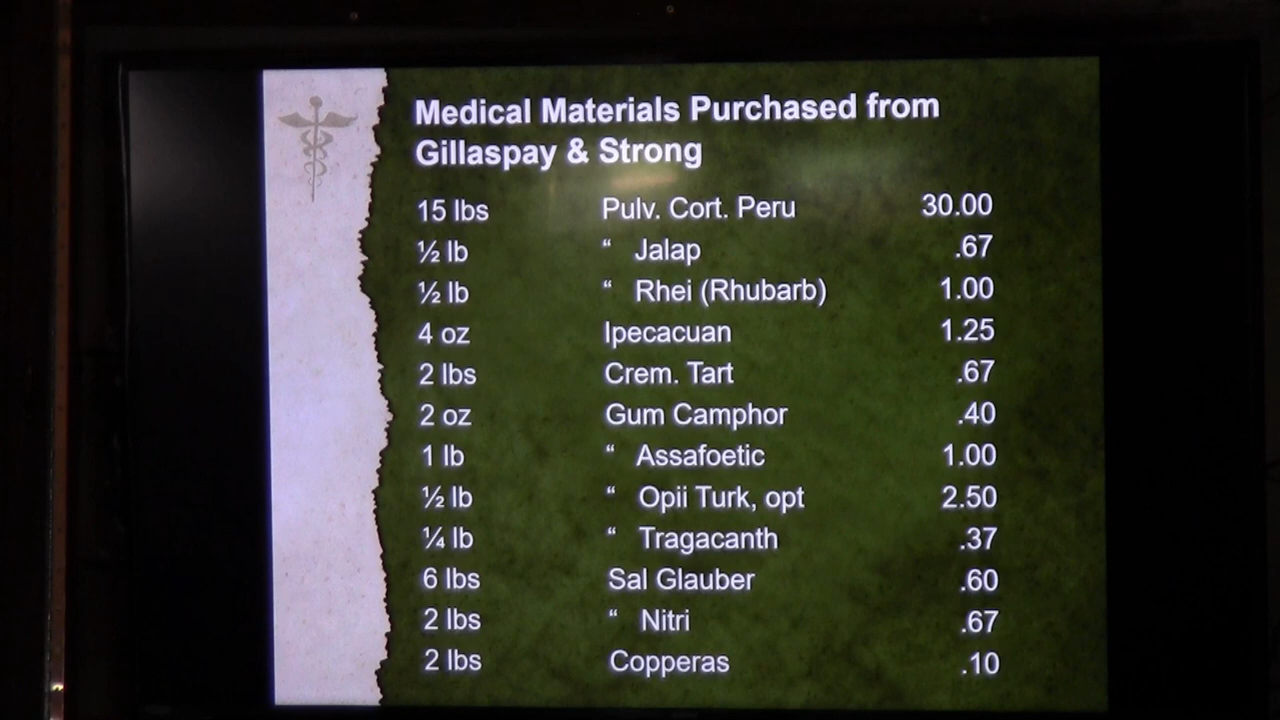 Medical Materials Purchased from
Gillaspay & Strong
15 lbs Pulv. Cort. Peru 30.00
½ lb “ Jalap .67
½ lb “ Rhei (Rhubarb) 1.00
4 oz Ipecacuan 1.25
2 lbs Crem. Tart .67
2 oz Gum Camphor .40
1 lb “ Assafoetic 1.00
½ lb “ Opii Turk, opt 2.50
¼ lb “ Tragacanth .37
6 lbs Sal Glauber .60
2 lbs “ Nitri .67
2 lbs Copperas .10